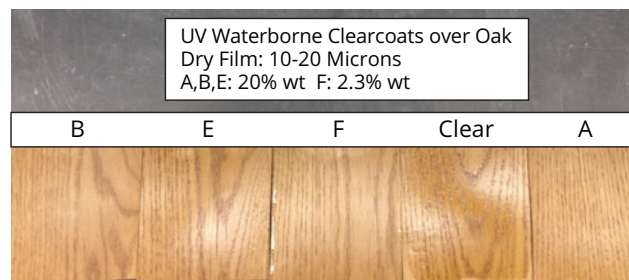 UV Waterborne Clearcoats over Oak
Dry Film: 10-20 Microns
A,B,E: 20% wt F: 2.3% wt
B E F Clear A